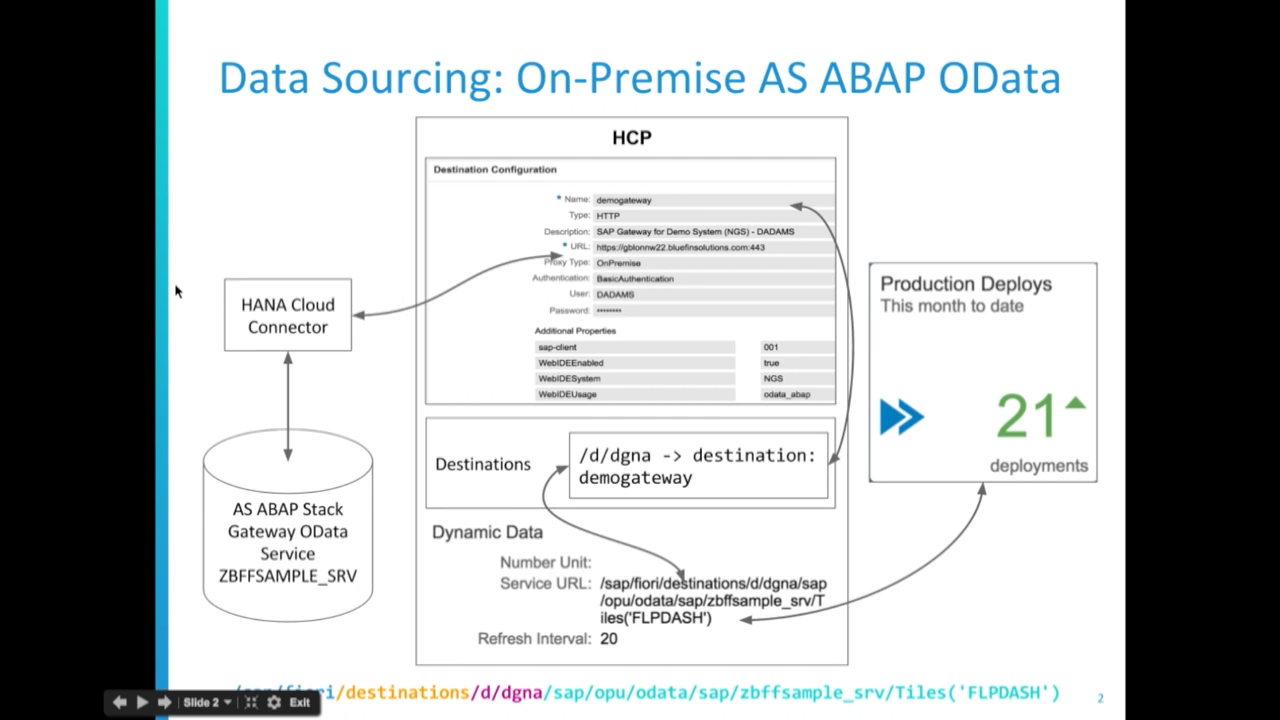 Data Sourcing: On-Premise AS ABAP OData
HCP
Destination Configuration
* Name: demogateway
Type: HTTP
Description: SAP Gateway for Demo System (NGS) - DADAMS
* URL: https://gblonnw22.bluefinsolutions.com:443
Proxy Type: OnPremise
Authentication: BasicAuthentication
User: DADAMS
Password: ********
Additional Properties
sap-client 001
WebIDEEnabled true
WebIDESystem NGS
WebIDEUsage odata_abap
HANA Cloud
Connector
AS ABAP Stack
Gateway OData
Service
ZBFFSAMPLE_SRV
Destinations
/d/dgna -> destination:
demogateway
Dynamic Data
Number Unit:
Service URL: /sap/fiori/destinations/d/dgna/sap
/opu/odata/sap/zbffsample_srv/T
iles('FLPDASH')
Refresh Interval: 20
Production Deploys
This month to date
21
deployments
/sap/fiori/destinations/d/dgna/sap/opu/odata/sap/zbffsample_srv/Tiles('FLPDASH')
2
Slide 2
Exit